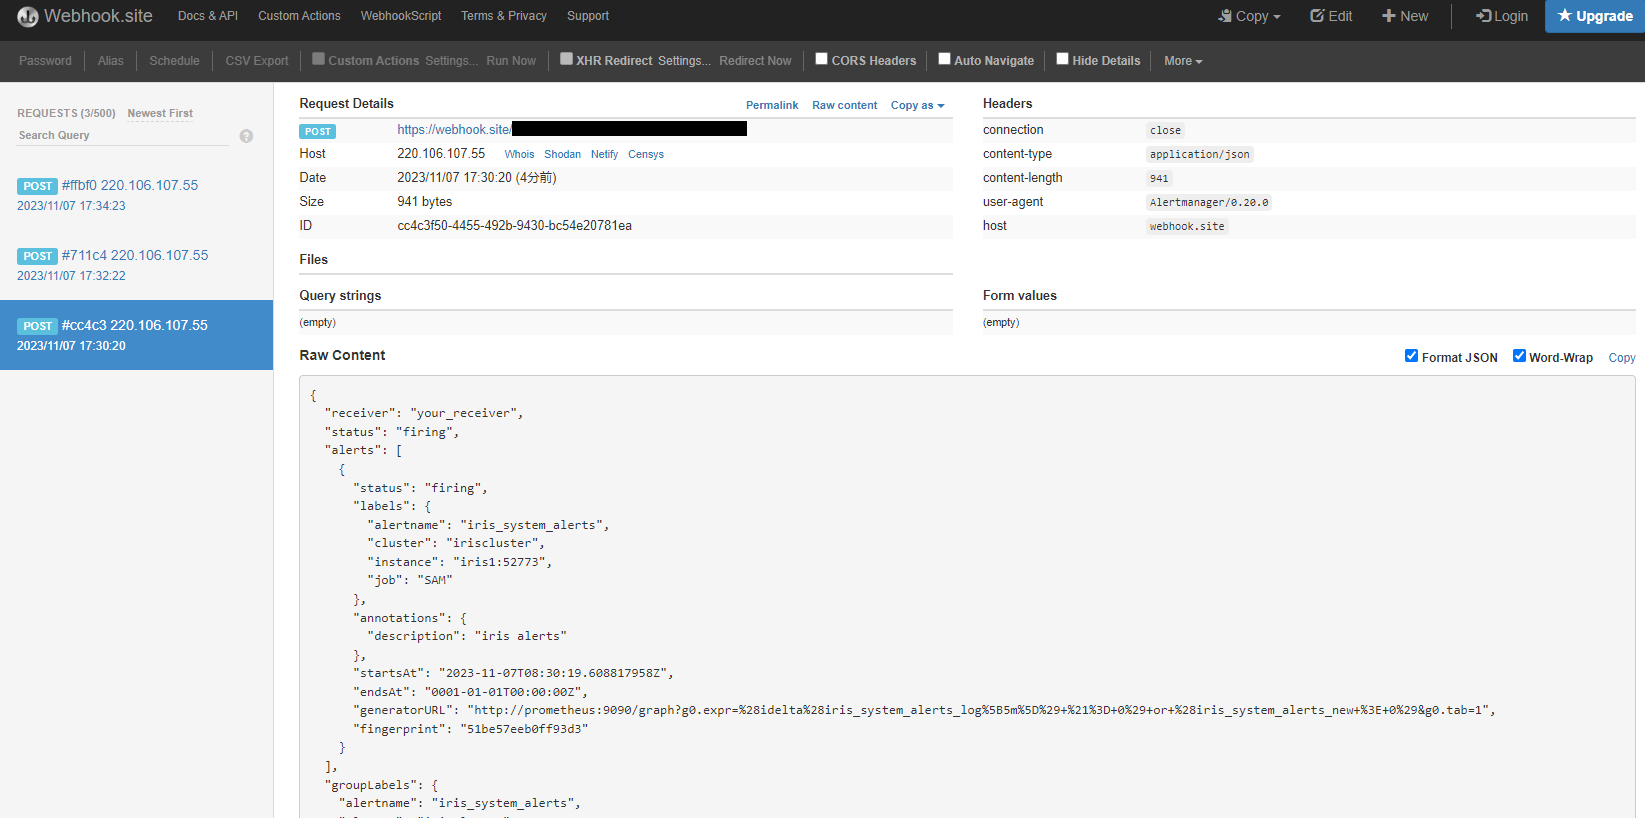 Webhook.site Docs & API Custom Actions WebhookScript Terms & Privacy Support Copy Edit New Login Upgrade
Password Alias Schedule CSV Export Custom Actions Settings... Run Now XHR Redirect Settings... Redirect Now CORS Headers Auto Navigate Hide Details More
REQUESTS (3/500) Newest First
Search Query ?
POST #ffbf0 220.106.107.55
2023/11/07 17:34:23
POST #711c4 220.106.107.55
2023/11/07 17:32:22
POST #cc4c3 220.106.107.55
2023/11/07 17:30:20
Request Details Permalink Raw content Copy as
POST https://webhook.site/
Host 220.106.107.55 Whois Shodan Netify Censys
Date 2023/11/07 17:30:20 (4分前)
Size 941 bytes
ID cc4c3f50-4455-492b-9430-bc54e20781ea
Files
Query strings
(empty)
Headers
connection close
content-type application/json
content-length 941
user-agent Alertmanager/0.20.0
host webhook.site
Form values
(empty)
Raw Content Format JSON Word-Wrap Copy
{
"receiver": "your_receiver",
"status": "firing",
"alerts": [
{
"status": "firing",
"labels": {
"alertname": "iris_system_alerts",
"cluster": "iriscluster",
"instance": "iris1:52773",
"job": "SAM"
},
"annotations": {
"description": "iris alerts"
},
"startsAt": "2023-11-07T08:30:19.608817958Z",
"endsAt": "0001-01-01T00:00:00Z",
"generatorURL": "http://prometheus:9090/graph?g0.expr=%28idelta%28iris_system_alerts_log%5B5m%5D%29+%21%3D+0%29+or+%28iris_system_alerts_new+%3E+0%29&g0.tab=1",
"fingerprint": "51be57eeb0ff93d3"
}
],
"groupLabels": {
"alertname": "iris_system_alerts",